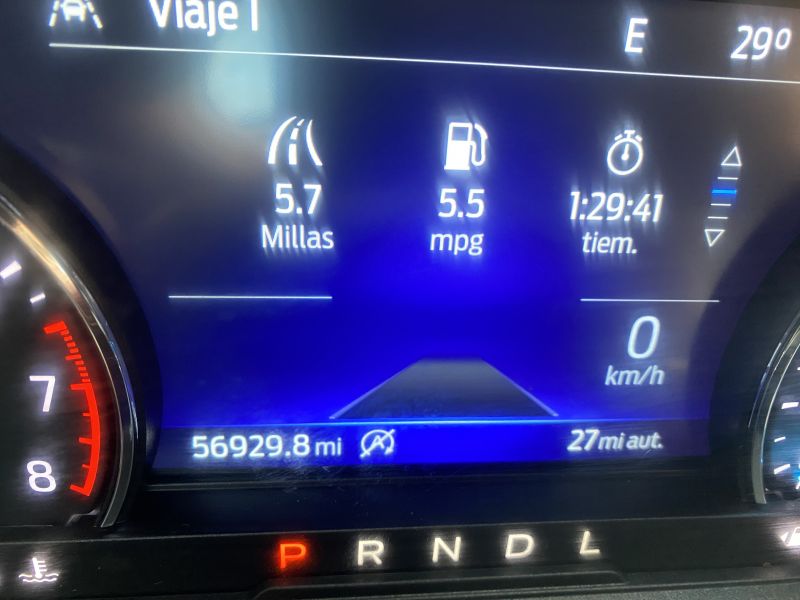 Viaje 1
E 29°
5.7 5.5 1:29:41
Millas mpg tiem.
0
km/h
7
8
56929.8 mi A 27 mi aut.
P R N D L